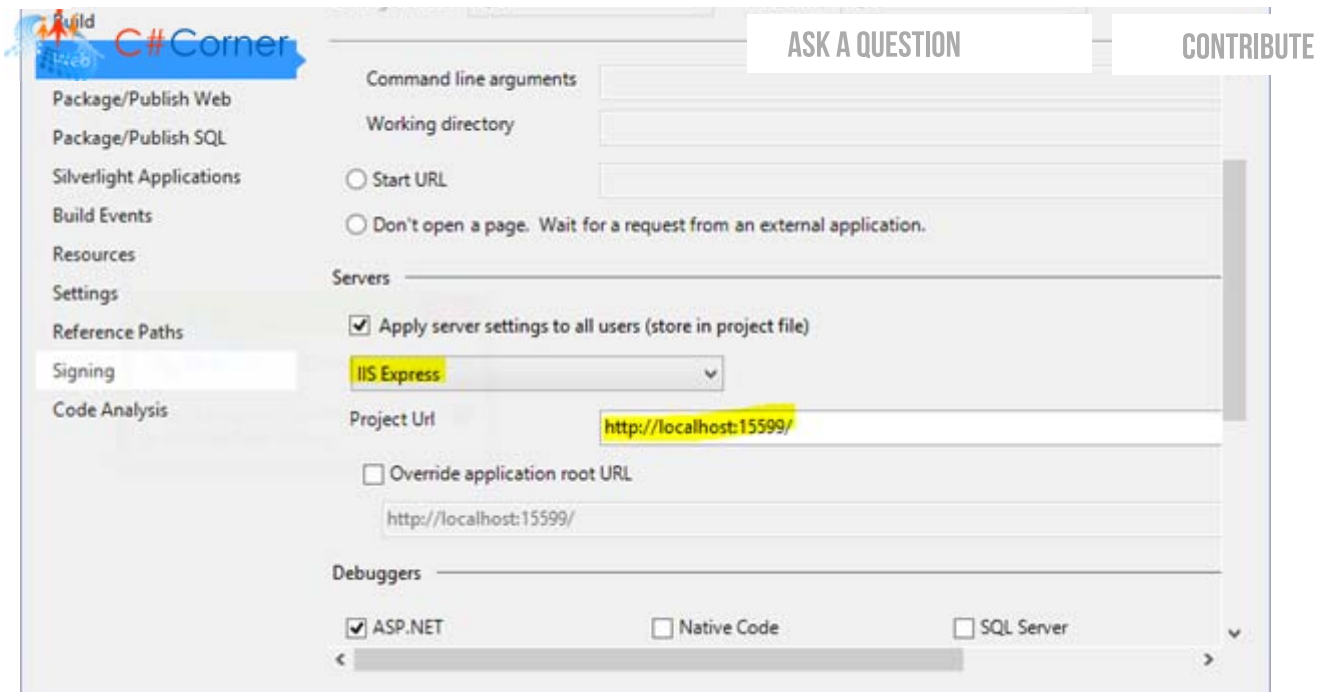 Build
C#Corner
ASK A QUESTION
CONTRIBUTE
Web
Command line arguments
Package/Publish Web
Working directory
Package/Publish SQL
Silverlight Applications
Start URL
Build Events
Don't open a page. Wait for a request from an external application.
Resources
Servers
Settings
Apply server settings to all users (store in project file)
Reference Paths
Signing
IIS Express
Code Analysis
Project Url
http://localhost:15599/
Override application root URL
http://localhost:15599/
Debuggers
ASP.NET
Native Code
SQL Server